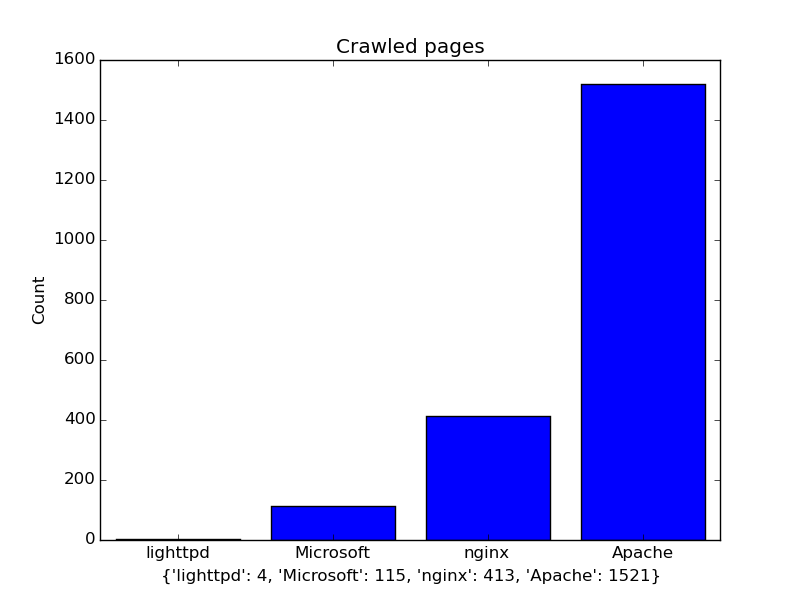 Crawled pages
1600
1400
1200
1000
800
600
400
200
0
Count
lighttpd Microsoft nginx Apache
{'lighttpd': 4, 'Microsoft': 115, 'nginx': 413, 'Apache': 1521}